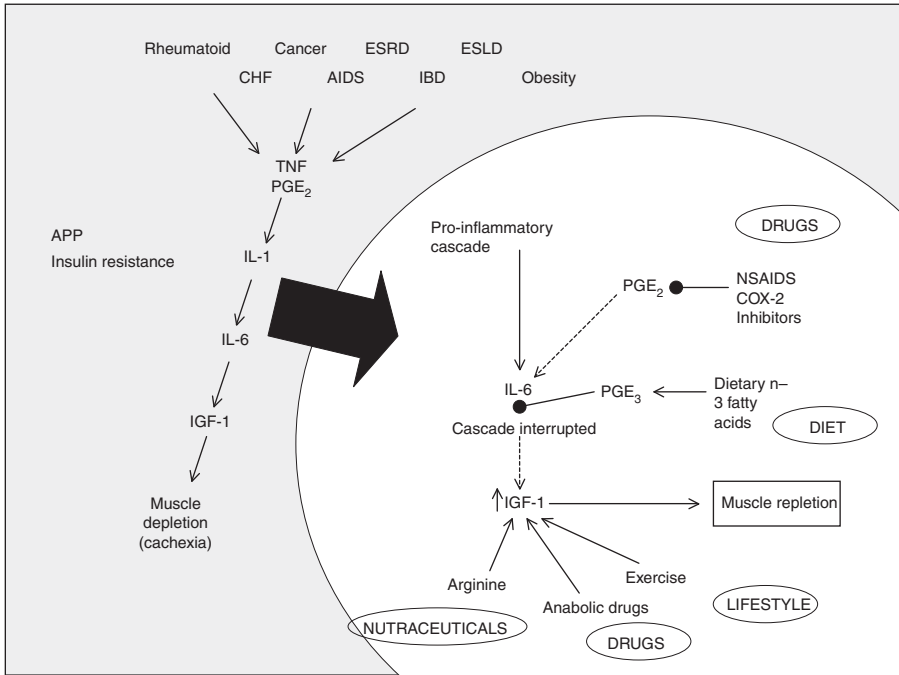 Rheumatoid Cancer ESRD ESLD
CHF AIDS IBD Obesity
TNF
PGE2
APP
Insulin resistance
IL-1
IL-6
IGF-1
Muscle
depletion
(cachexia)
Pro-inflammatory
cascade
DRUGS
PGE2
NSAIDS
COX-2
Inhibitors
IL-6
PGE3
Dietary n–
3 fatty
acids
DIET
Cascade interrupted
IGF-1
Muscle repletion
Arginine
Exercise
Anabolic drugs
LIFESTYLE
NUTRACEUTICALS
DRUGS